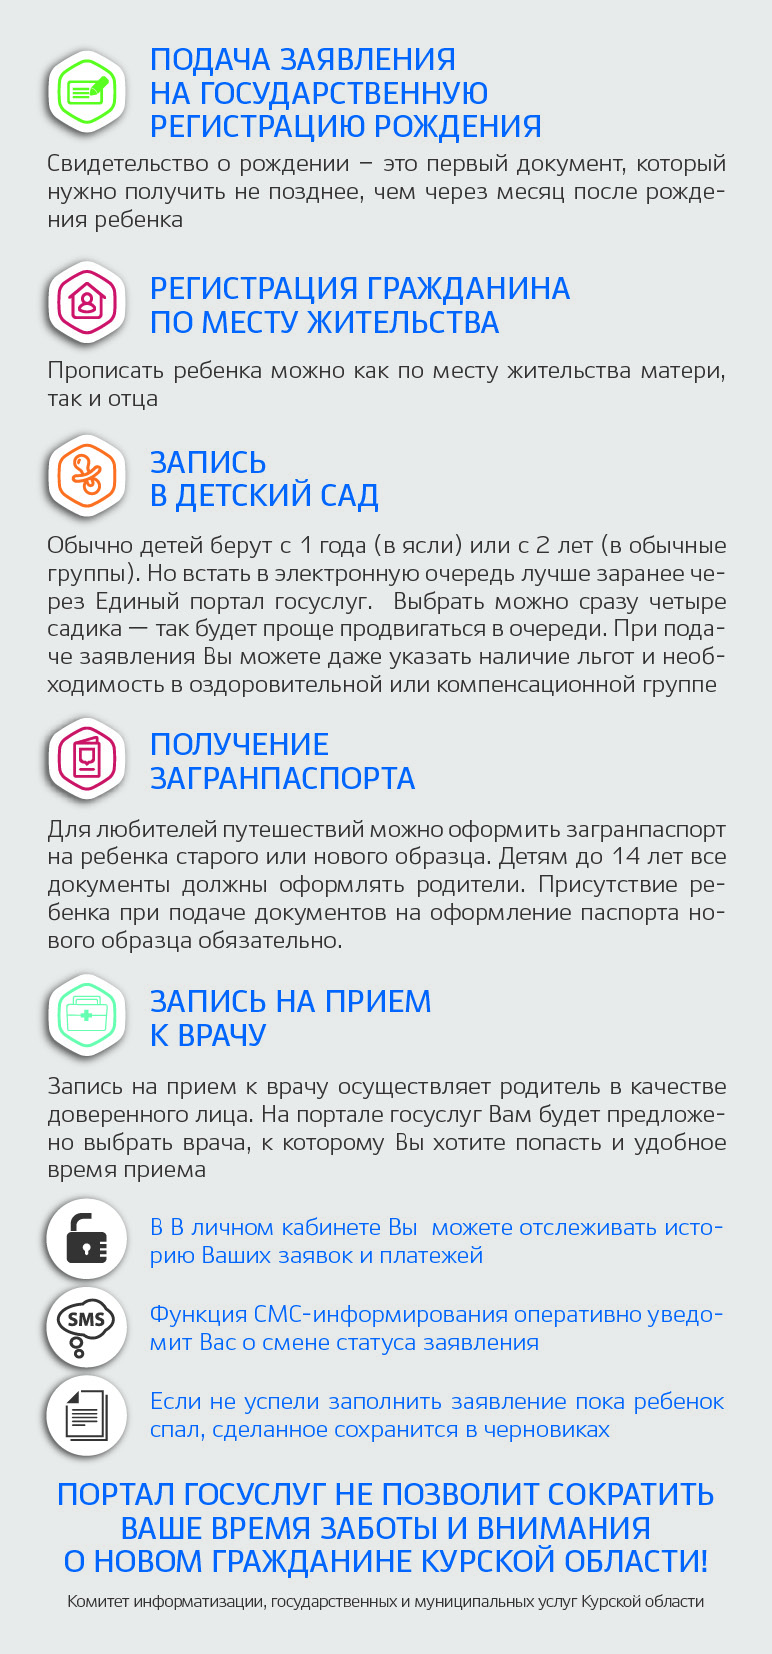 ПОДАЧА ЗАЯВЛЕНИЯ
НА ГОСУДАРСТВЕННУЮ
РЕГИСТРАЦИЮ РОЖДЕНИЯ
Свидетельство о рождении – это первый документ, который
нужно получить не позднее, чем через месяц после рожде-
ния ребенка
РЕГИСТРАЦИЯ ГРАЖДАНИНА
ПО МЕСТУ ЖИТЕЛЬСТВА
Прописать ребенка можно как по месту жительства матери,
так и отца
ЗАПИСЬ
В ДЕТСКИЙ САД
Обычно детей берут с 1 года (в ясли) или с 2 лет (в обычные
группы). Но встать в электронную очередь лучше заранее че-
рез Единый портал госуслуг.  Выбрать можно сразу четыре
садика — так будет проще продвигаться в очереди. При пода-
че заявления Вы можете даже указать наличие льгот и необ-
ходимость в оздоровительной или компенсационной группе
ПОЛУЧЕНИЕ
ЗАГРАНПАСПОРТА
Для любителей путешествий можно оформить загранпаспорт
на ребенка старого или нового образца. Детям до 14 лет все
документы должны оформлять родители. Присутствие ре-
бенка при подаче документов на оформление паспорта но-
вого образца обязательно.
ЗАПИСЬ НА ПРИЕМ
К ВРАЧУ
Запись на прием к врачу осуществляет родитель в качестве
доверенного лица. На портале госуслуг Вам будет предложе-
но выбрать врача, к которому Вы хотите попасть и удобное
время приема
В В личном кабинете Вы  можете отслеживать исто-
рию Ваших заявок и платежей
SMS
Функция СМС-информирования оперативно уведо-
мит Вас о смене статуса заявления
Если не успели заполнить заявление пока ребенок
спал, сделанное сохранится в черновиках
ПОРТАЛ ГОСУСЛУГ НЕ ПОЗВОЛИТ СОКРАТИТЬ
ВАШЕ ВРЕМЯ ЗАБОТЫ И ВНИМАНИЯ
О НОВОМ ГРАЖДАНИНЕ КУРСКОЙ ОБЛАСТИ!
Комитет информатизации, государственных и муниципальных услуг Курской области